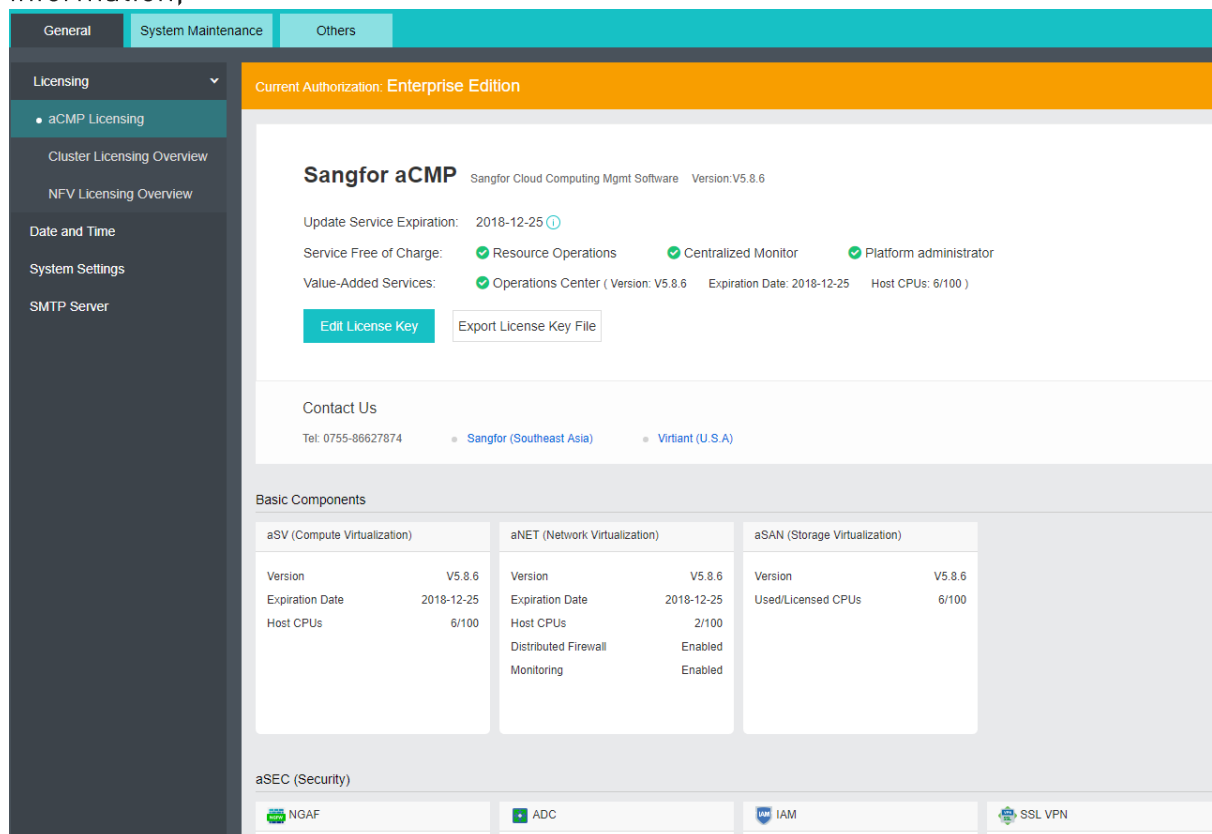 information;
General System Maintenance Others
Licensing
aCMP Licensing
Cluster Licensing Overview
NFV Licensing Overview
Date and Time
System Settings
SMTP Server
Current Authorization: Enterprise Edition
Sangfor aCMP Sangfor Cloud Computing Mgmt Software Version:V5.8.6
Update Service Expiration: 2018-12-25
Service Free of Charge: Resource Operations Centralized Monitor Platform administrator
Value-Added Services: Operations Center ( Version: V5.8.6 Expiration Date: 2018-12-25 Host CPUs: 6/100 )
Edit License Key Export License Key File
Contact Us
Tel: 0755-86627874 Sangfor (Southeast Asia) Virtiant (U.S.A)
Basic Components
aSV (Compute Virtualization)
Version V5.8.6
Expiration Date 2018-12-25
Host CPUs 6/100
aNET (Network Virtualization)
Version V5.8.6
Expiration Date 2018-12-25
Host CPUs 2/100
Distributed Firewall Enabled
Monitoring Enabled
aSAN (Storage Virtualization)
Version V5.8.6
Used/Licensed CPUs 6/100
aSEC (Security)
NGAF ADC IAM SSL VPN